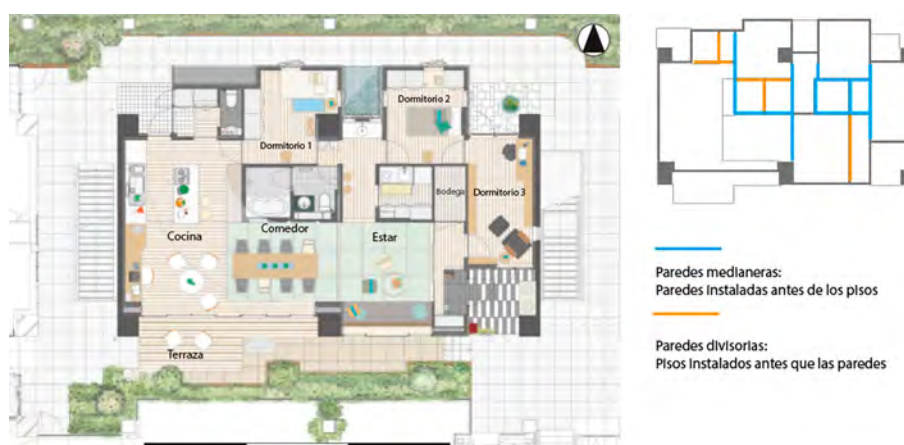 Dormitorio 2
Dormitorio 1
Bodega
Dormitorio 3
Cocina
Comedor
Estar
Terraza
Paredes medianeras:
Paredes Instaladas antes de los pisos
Paredes divisorias:
Pisos Instalados antes que las paredes